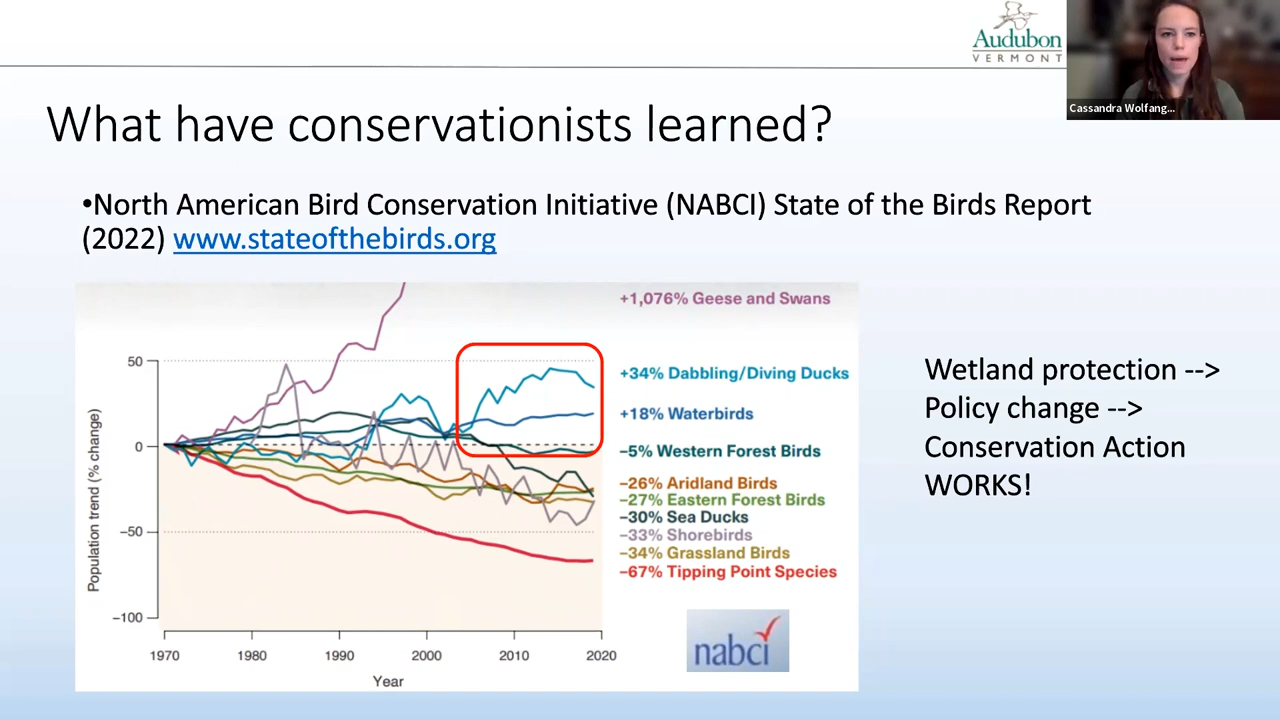 Audubon
VERMONT
Cassandra Wolfang...
What have conservationists learned?
•North American Bird Conservation Initiative (NABCI) State of the Birds Report
(2022) www.stateofthebirds.org
+1,076% Geese and Swans
50
+34% Dabbling/Diving Ducks
+18% Waterbirds
0
–5% Western Forest Birds
–26% Aridland Birds
–27% Eastern Forest Birds
–30% Sea Ducks
–50
–33% Shorebirds
–34% Grassland Birds
–67% Tipping Point Species
–100
Population trend (% change)
1970 1980 1990 2000 2010 2020
Year
nabci
Wetland protection -->
Policy change -->
Conservation Action
WORKS!